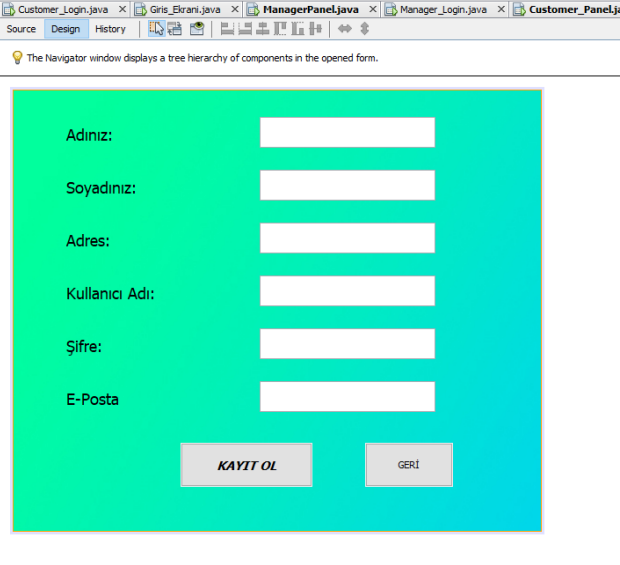 Customer_Login.java Giris_Ekrani.java ManagerPanel.java Manager_Login.java Customer_Panel.ja
Source Design History
The Navigator window displays a tree hierarchy of components in the opened form.
Adınız:
Soyadınız:
Adres:
Kullanıcı Adı:
Şifre:
E-Posta
KAYIT OL GERİ